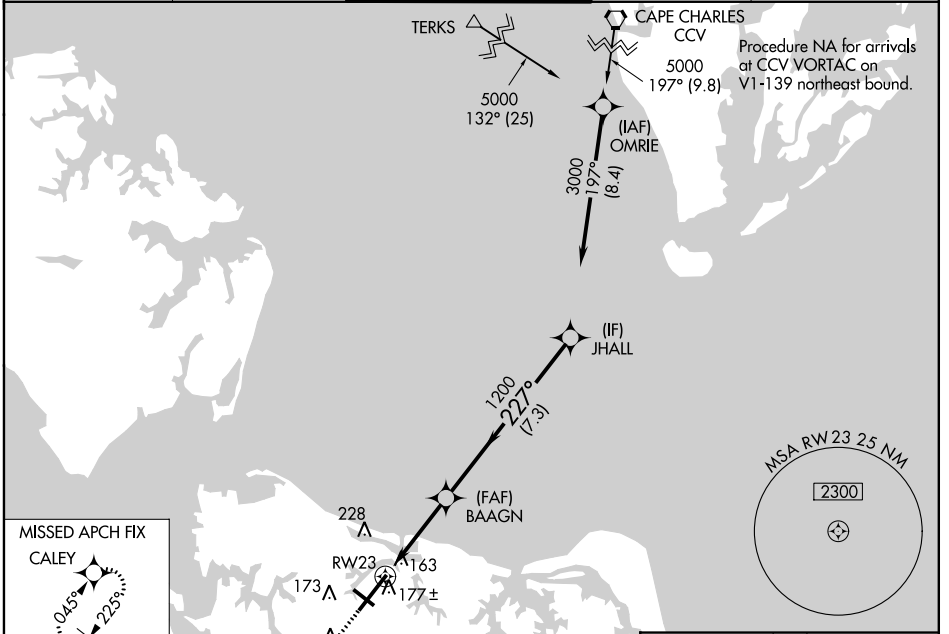 TERKS
5000
132° (25)
CAPE CHARLES
CCV
5000
197° (9.8)
Procedure NA for arrivals
at CCV VORTAC on
V1-139 northeast bound.
(IAF)
OMRIE
3000
197°
(8.4)
(IF)
JHALL
1200
227°
(7.3)
(FAF)
BAAGN
MSA RW 23 25 NM
2300
228
RW23
163
173
177±
MISSED APCH FIX
CALEY
045°
225°